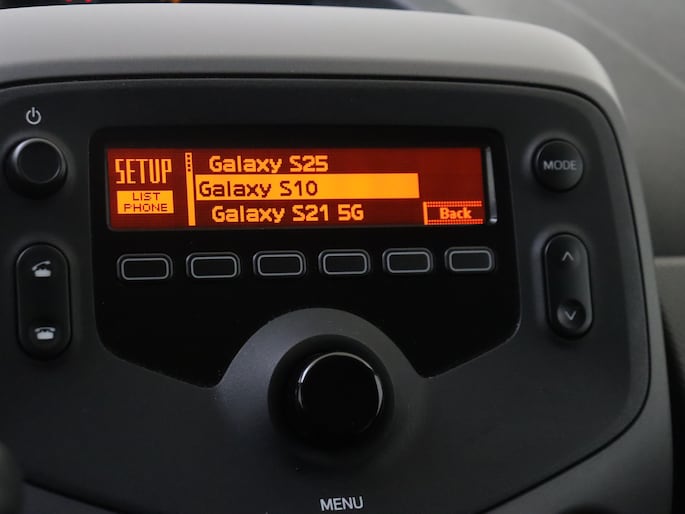 SETUP
LIST
PHONE
Galaxy S25
Galaxy S10
Galaxy S21 5G
Back
MODE
MENU